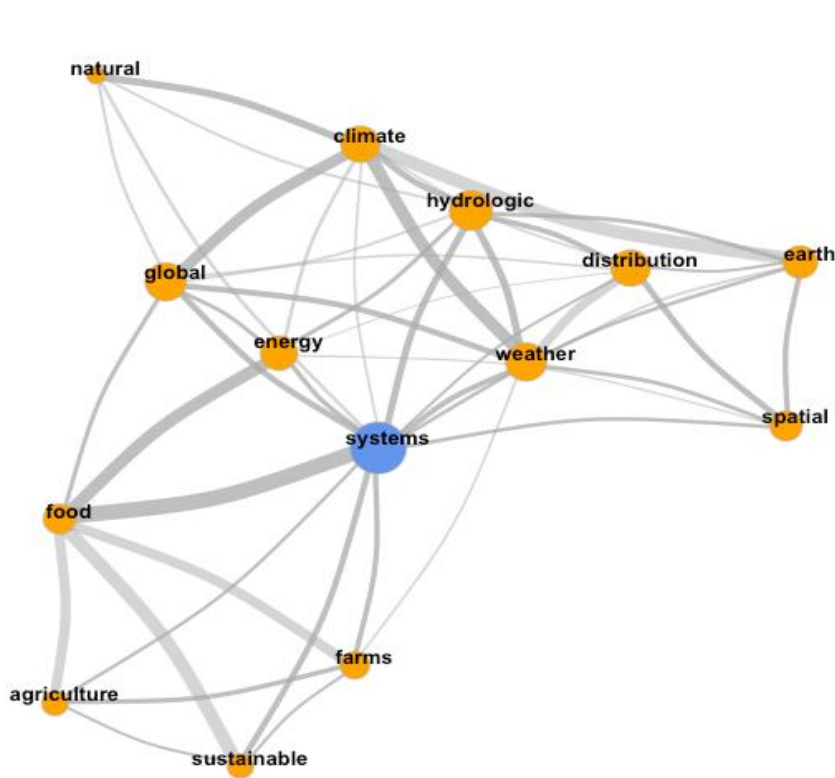 natural
climate
hydrologic
distribution
earth
global
energy
weather
spatial
systems
food
farms
agriculture
sustainable